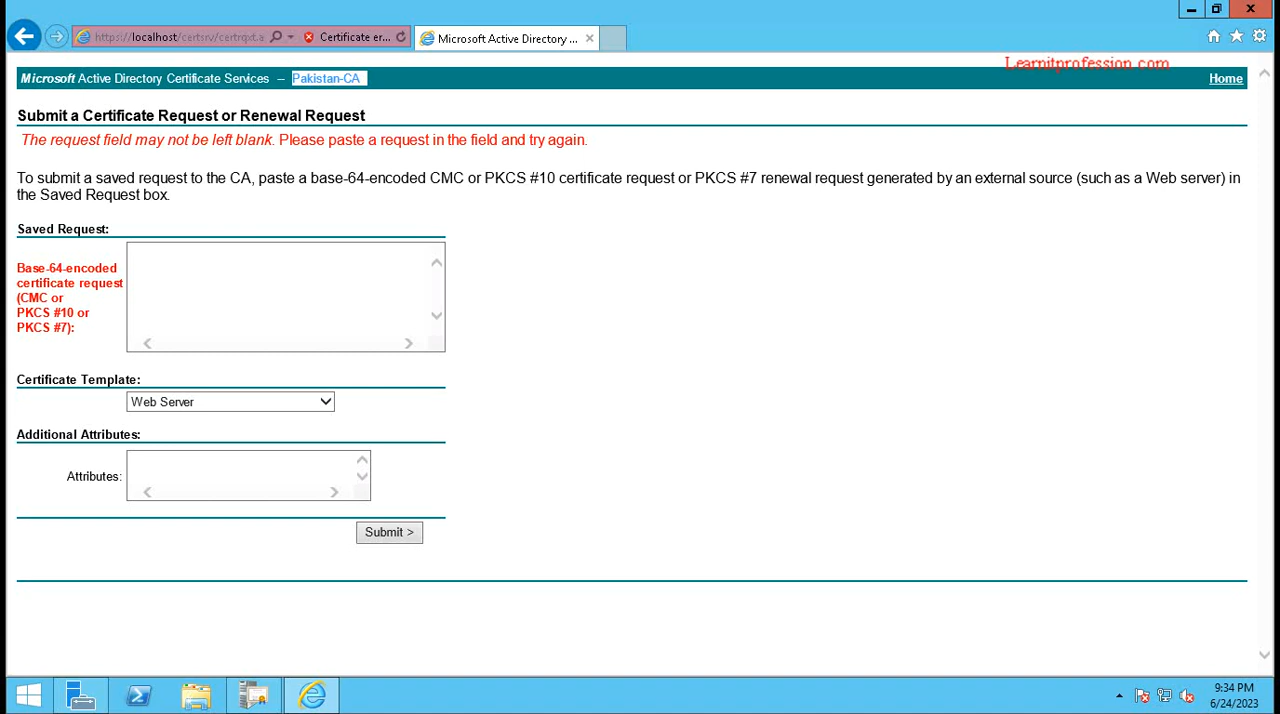 https://localhost/certsrv/certrqxt.a
Certificate er...
Microsoft Active Directory ...
Learnitprofession.com
Microsoft Active Directory Certificate Services – Pakistan-CA
Home
Submit a Certificate Request or Renewal Request
The request field may not be left blank. Please paste a request in the field and try again.
To submit a saved request to the CA, paste a base-64-encoded CMC or PKCS #10 certificate request or PKCS #7 renewal request generated by an external source (such as a Web server) in
the Saved Request box.
Saved Request:
Base-64-encoded
certificate request
(CMC or
PKCS #10 or
PKCS #7):
Certificate Template:
Web Server
Additional Attributes:
Attributes:
Submit >
9:34 PM
6/24/2023